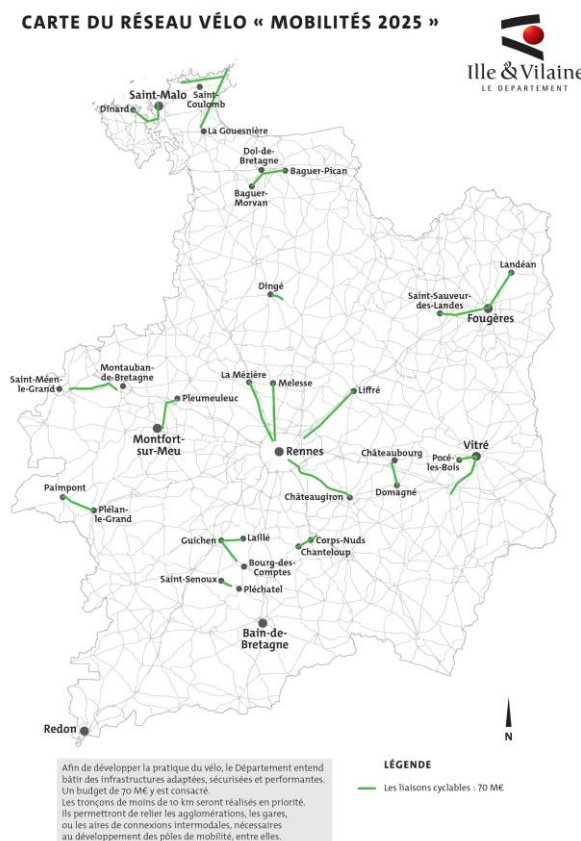 CARTE DU RÉSEAU VÉLO « MOBILITÉS 2025 »
Ille & Vilaine
LE DÉPARTEMENT
Saint-Malo
Saint-
Coulomb
Dinard
La Gouesnière
Dol-de-
Bretagne
Baguer-Pican
Baguer-
Morvan
Landéan
Dingé
Saint-Sauveur-
des-Landes
Fougères
Saint-Méen-
le-Grand
Montauban-
de-Bretagne
La Mézière
Melesse
Liffré
Pleumeuleuc
Montfort-
sur-Meu
Rennes
Châteaubourg
Vitré
Pocé-
les-Bois
Domagné
Châteaugiron
Paimpont
Plélan-
le-Grand
Guichen
Laillé
Corps-Nuds
Chanteloup
Bourg-des-
Comptes
Saint-Senoux
Pléchatel
Bain-de-
Bretagne
Redon
N
Afin de développer la pratique du vélo, le Département entend
bâtir des infrastructures adaptées, sécurisées et performantes.
Un budget de 70 M€ y est consacré.
Les tronçons de moins de 10 km seront réalisés en priorité.
Ils permettront de relier les agglomérations, les gares,
ou les aires de connexions intermodales, nécessaires
au développement des pôles de mobilité, entre elles.
LÉGENDE
Les liaisons cyclables : 70 M€